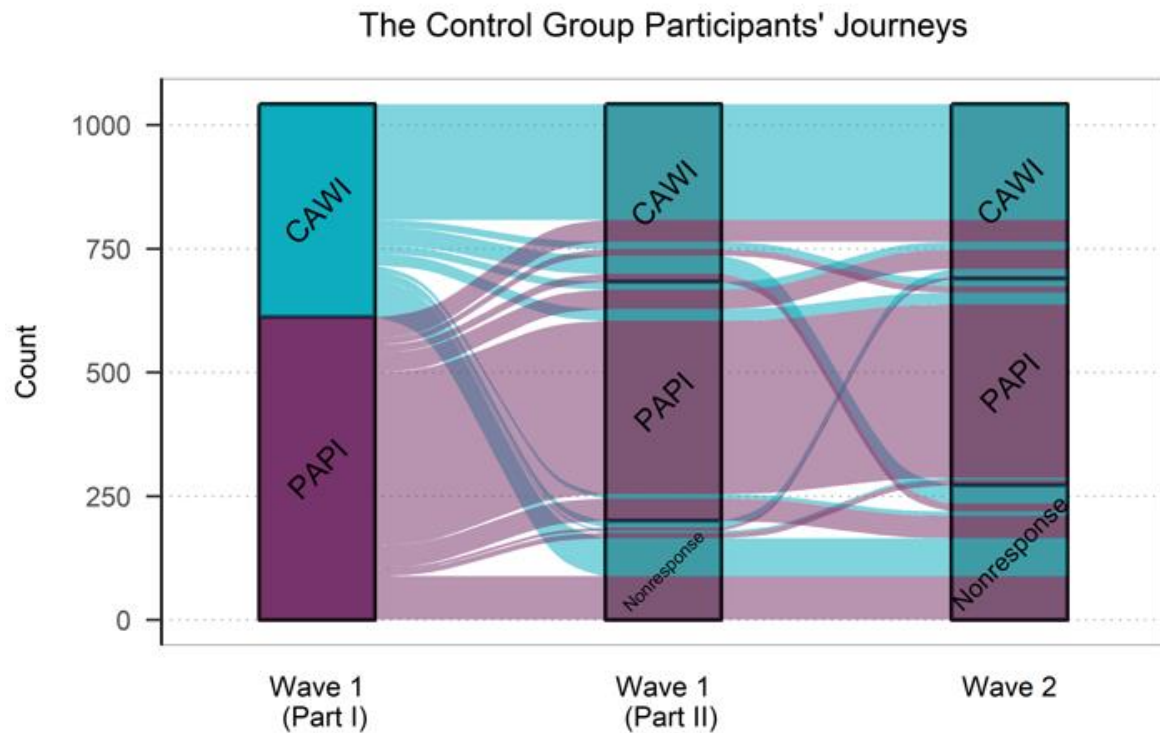 The Control Group Participants' Journeys
Count
1000
750
500
250
0
CAWI
PAPI
CAWI
PAPI
Nonresponse
CAWI
PAPI
Nonresponse
Wave 1
(Part I)
Wave 1
(Part II)
Wave 2